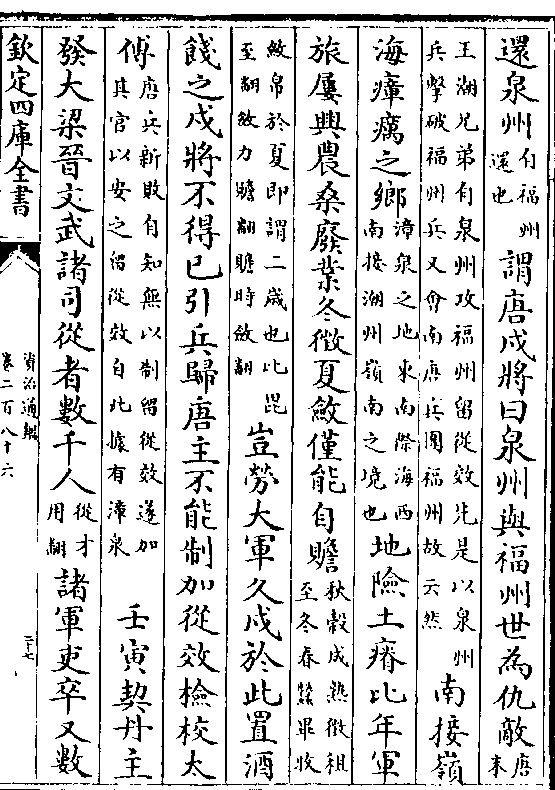 還泉州自福州還也謂唐戍將曰泉州與福州世為仇敵唐末
王潮兄弟自泉州攻福州留從效先是以泉州兵擊破福州兵又會南唐兵圍福州故云然南接嶺
海瘴癘之鄉漳泉之地東南際海西南接潮州嶺南之境也地險土瘠比年軍
旅屢興農桑廢業冬徵夏斂僅能自贍秋穀成熟徵租至冬春蠶畢收
斂帛於夏即謂二歲也比毘至翻斂力贍翻贍時斂翻豈勞大軍久戍於此置酒
餞之戍將不得已引兵歸唐主不能制加從效檢校太
傅唐兵新敗自知無以制留從效遂加其官以安之留從效自此據有漳泉壬寅契丹主
發大梁晉文武諸司從者數千人從才用翻諸軍吏卒又數
欽定四庫全書
資治通鑑
卷二百八十六
二十七